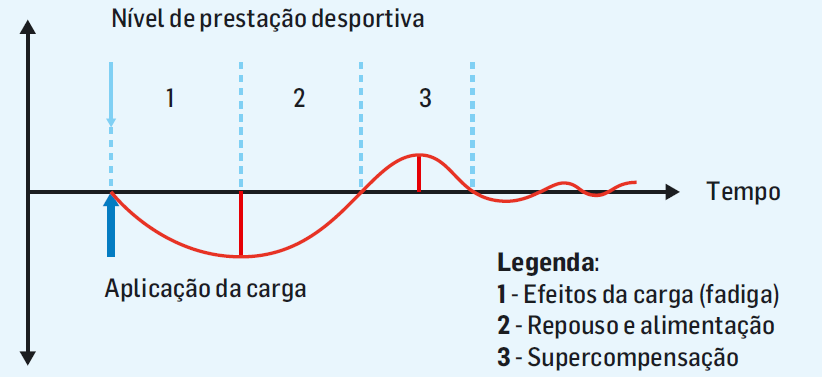 Nível de prestação desportiva
1
2
3
Tempo
Aplicação da carga
Legenda:
1 - Efeitos da carga (fadiga)
2 - Repouso e alimentação
3 - Supercompensação